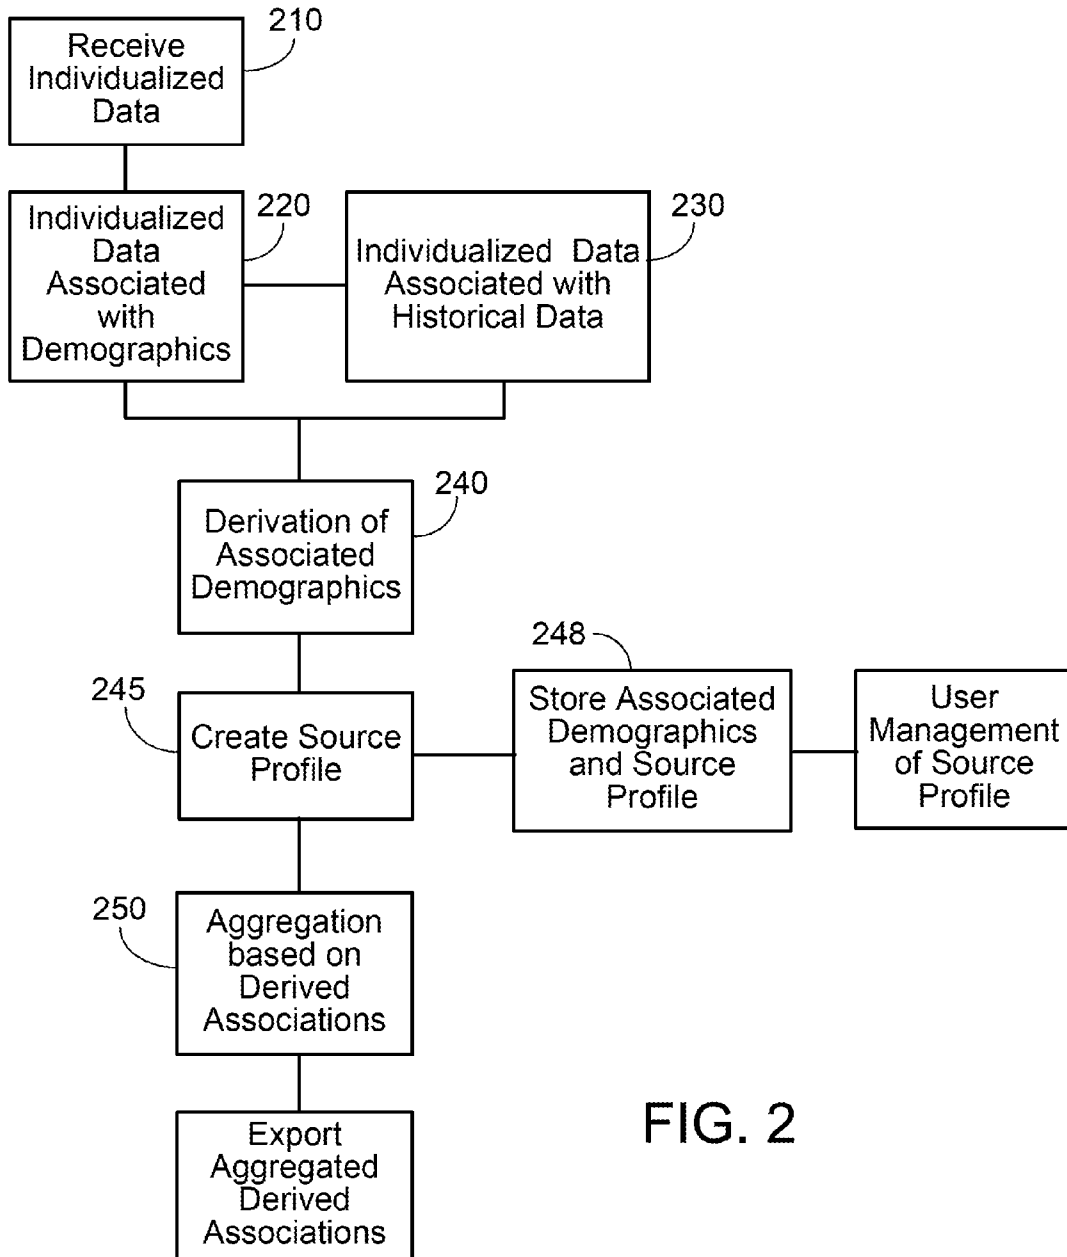 210
Receive
Individualized
Data
220
Individualized
Data
Associated
with
Demographics
230
Individualized Data
Associated with
Historical Data
240
Derivation of
Associated
Demographics
245
Create Source
Profile
248
Store Associated
Demographics
and Source
Profile
User
Management
of Source
Profile
250
Aggregation
based on
Derived
Associations
Export
Aggregated
Derived
Associations
FIG. 2